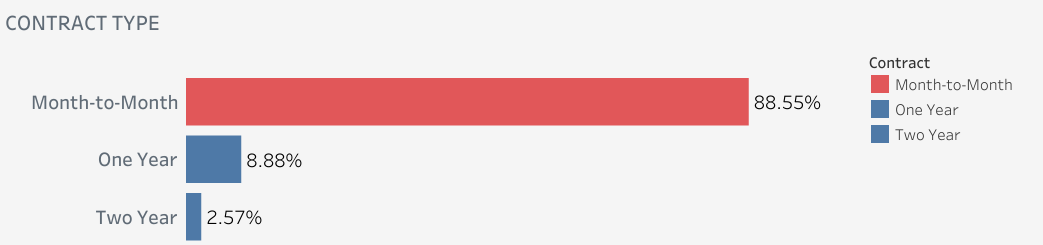 CONTRACT TYPE
Month-to-Month 88.55%
One Year 8.88%
Two Year 2.57%
Contract
Month-to-Month
One Year
Two Year